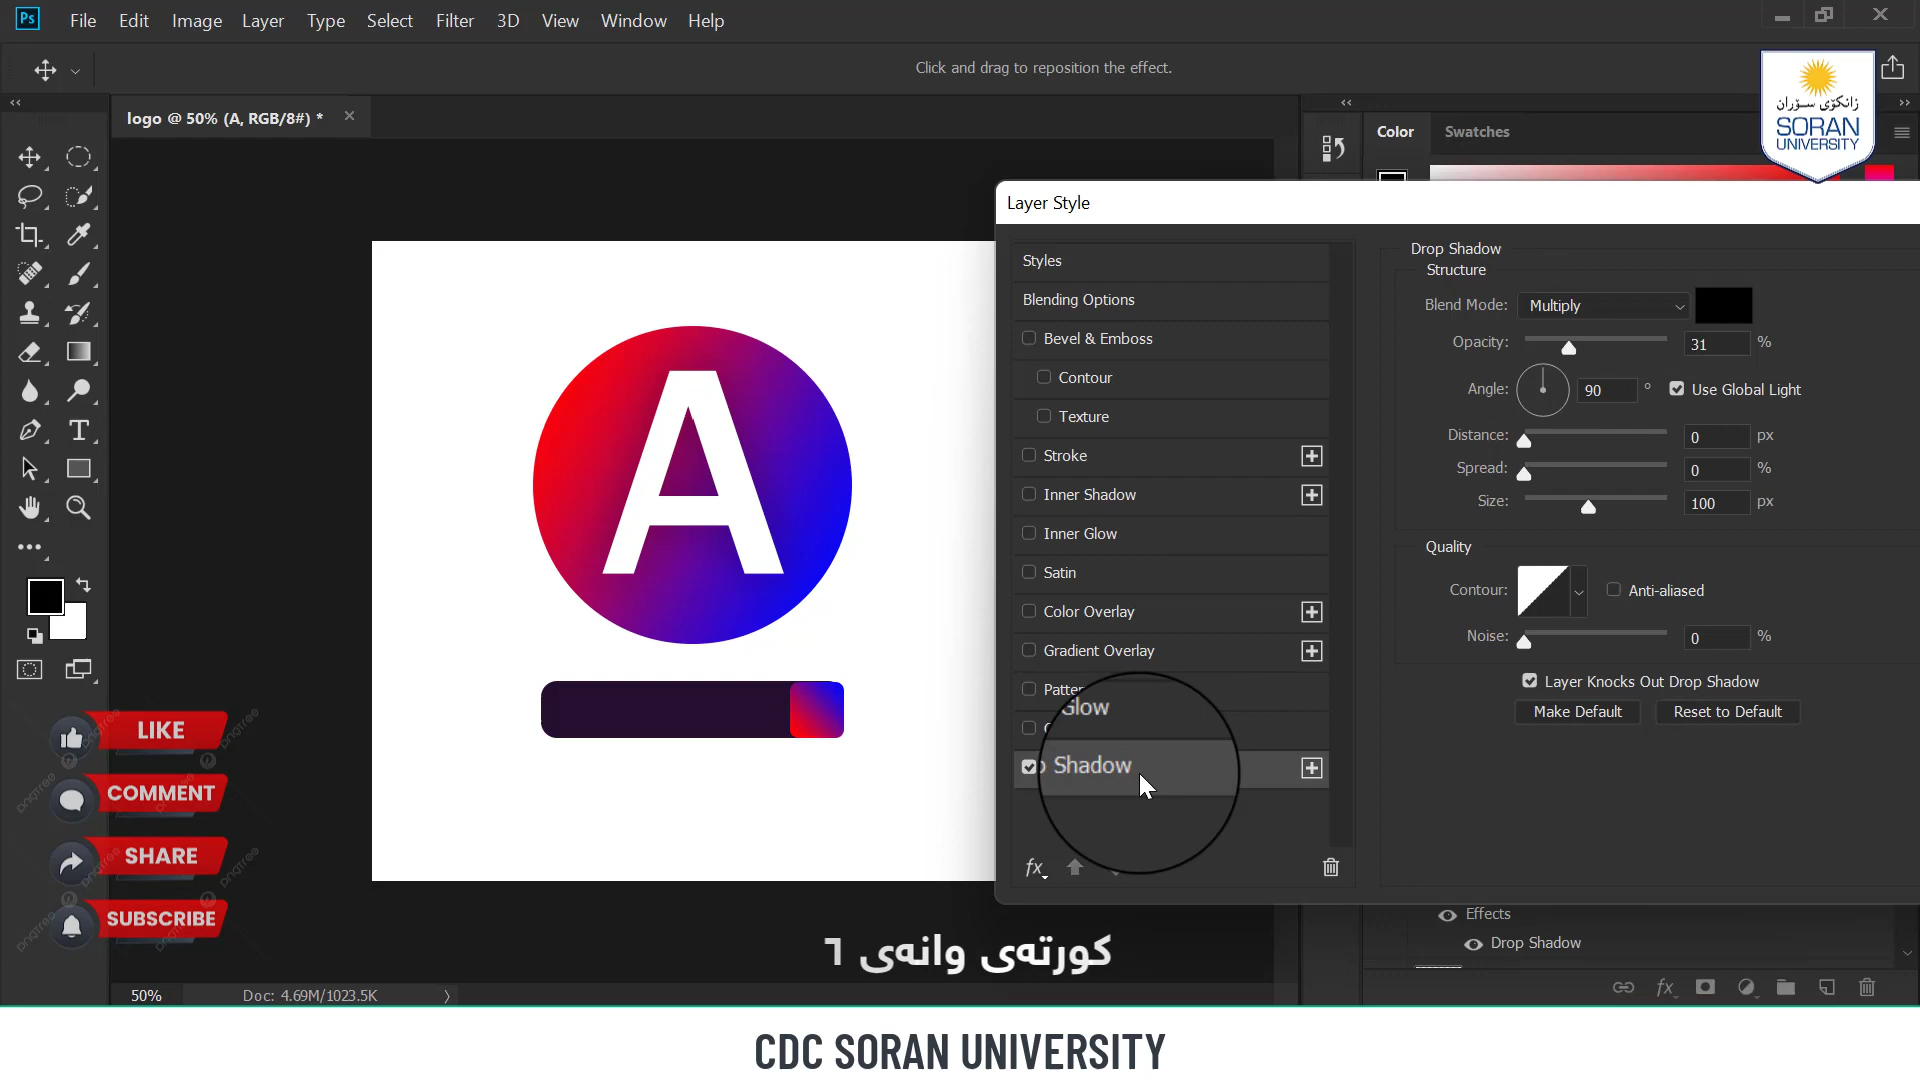 Ps File Edit Image Layer Type Select Filter 3D View Window Help
Click and drag to reposition the effect.
logo @ 50% (A, RGB/8#) *
Color Swatches
زانكۆی سۆران
SORAN
UNIVERSITY
Layer Style
Styles
Blending Options
Bevel & Emboss
Contour
Texture
Stroke
Inner Shadow
Inner Glow
Satin
Color Overlay
Gradient Overlay
Glow
Shadow
fx
Drop Shadow
Structure
Blend Mode: Multiply
Opacity: 31 %
Angle: 90 ° Use Global Light
Distance: 0 px
Spread: 0 %
Size: 100 px
Quality
Contour: Anti-aliased
Noise: 0 %
Layer Knocks Out Drop Shadow
Make Default Reset to Default
Effects
Drop Shadow
fx
A
T
LIKE
COMMENT
SHARE
SUBSCRIBE
pngtree
کورتەی وانەی ٦
50% Doc: 4.69M/1023.5K
CDC SORAN UNIVERSITY